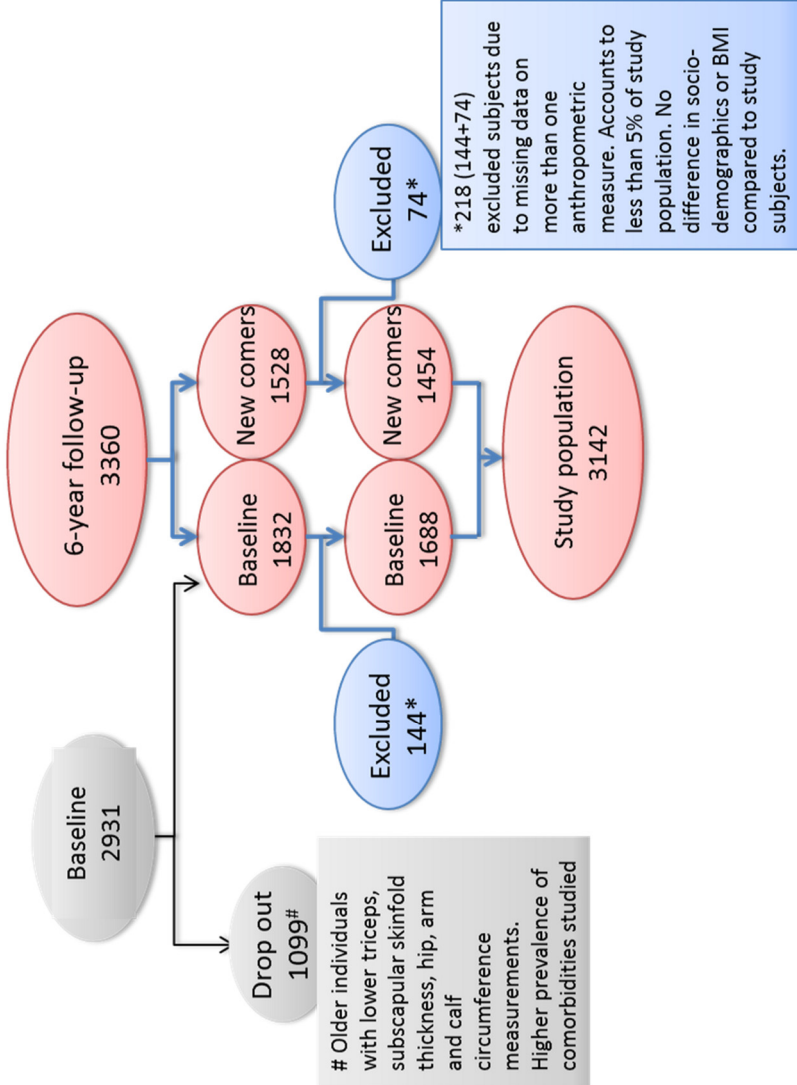 Baseline
2931
6-year follow-up
3360
Drop out
1099#
Baseline
1832
New comers
1528
Excluded
144*
Baseline
1688
New comers
1454
Excluded
74*
Study population
3142
# Older individuals
with lower triceps,
subscapular skinfold
thickness, hip, arm
and calf
circumference
measurements.
Higher prevalence of
comorbidities studied
*218 (144+74)
excluded subjects due
to missing data on
more than one
anthropometric
measure. Accounts to
less than 5% of study
population. No
difference in socio-
demographics or BMI
compared to study
subjects.